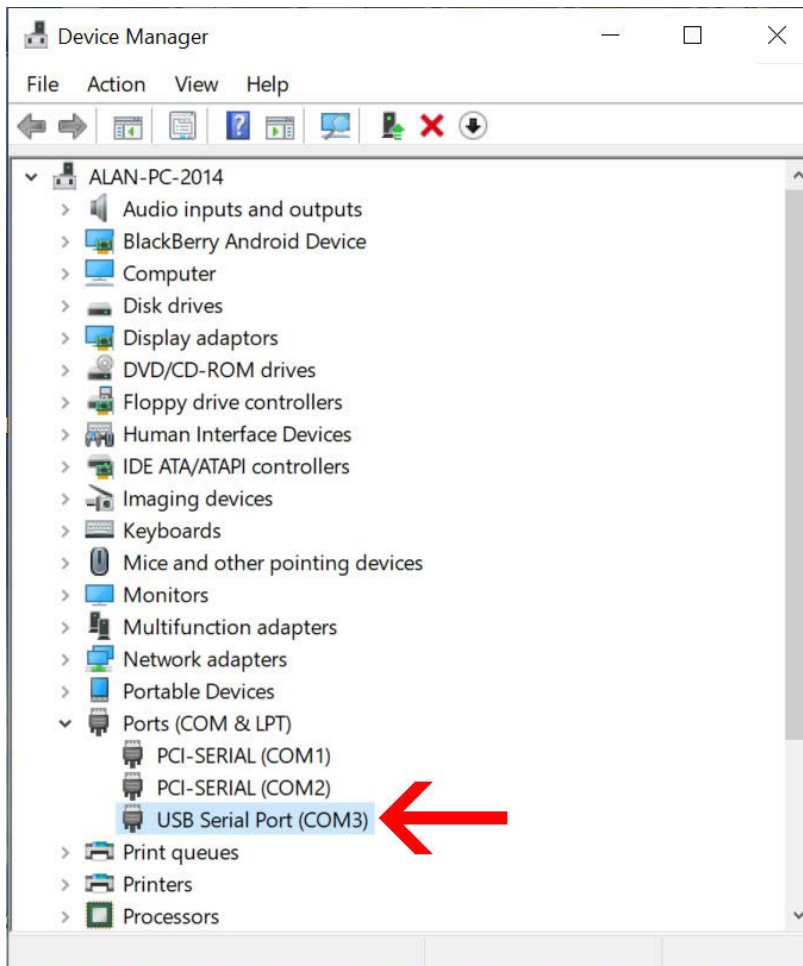 Device Manager
File Action View Help
ALAN-PC-2014
Audio inputs and outputs
BlackBerry Android Device
Computer
Disk drives
Display adaptors
DVD/CD-ROM drives
Floppy drive controllers
Human Interface Devices
IDE ATA/ATAPI controllers
Imaging devices
Keyboards
Mice and other pointing devices
Monitors
Multifunction adapters
Network adapters
Portable Devices
Ports (COM & LPT)
PCI-SERIAL (COM1)
PCI-SERIAL (COM2)
USB Serial Port (COM3)
Print queues
Printers
Processors